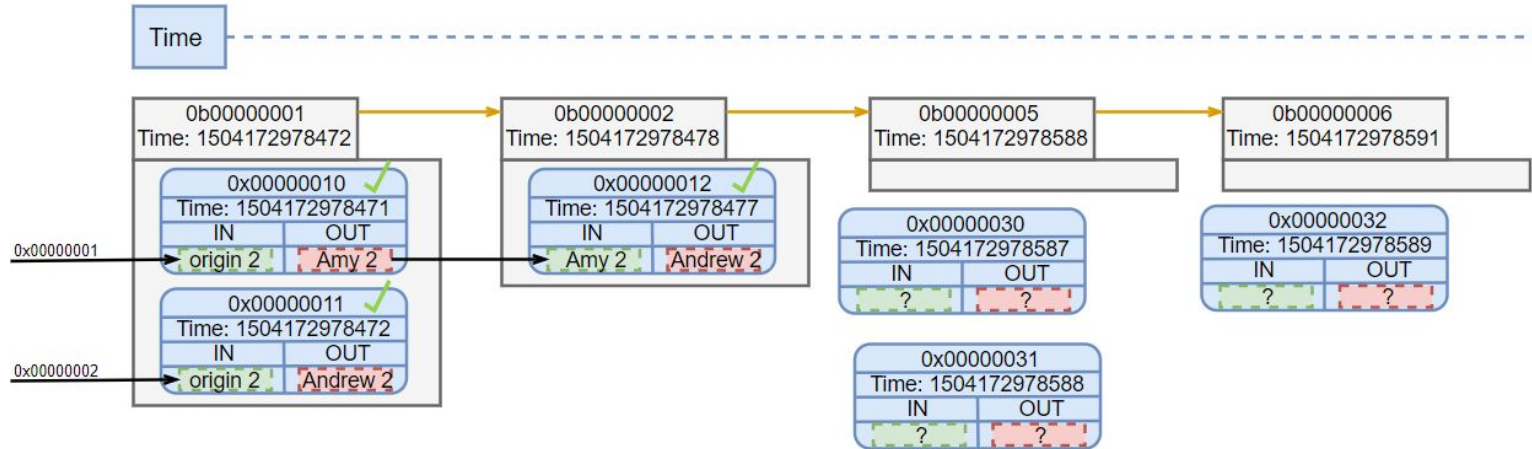 Time
0b00000001
Time: 1504172978472
0b00000002
Time: 1504172978478
0b00000005
Time: 1504172978588
0b00000006
Time: 1504172978591
0x00000001
0x00000010
Time: 1504172978471
IN OUT
origin 2 Amy 2
0x00000002
0x00000011
Time: 1504172978472
IN OUT
origin 2 Andrew 2
0x00000012
Time: 1504172978477
IN OUT
Amy 2 Andrew 2
0x00000030
Time: 1504172978587
IN OUT
? ?
0x00000031
Time: 1504172978588
IN OUT
? ?
0x00000032
Time: 1504172978589
IN OUT
? ?